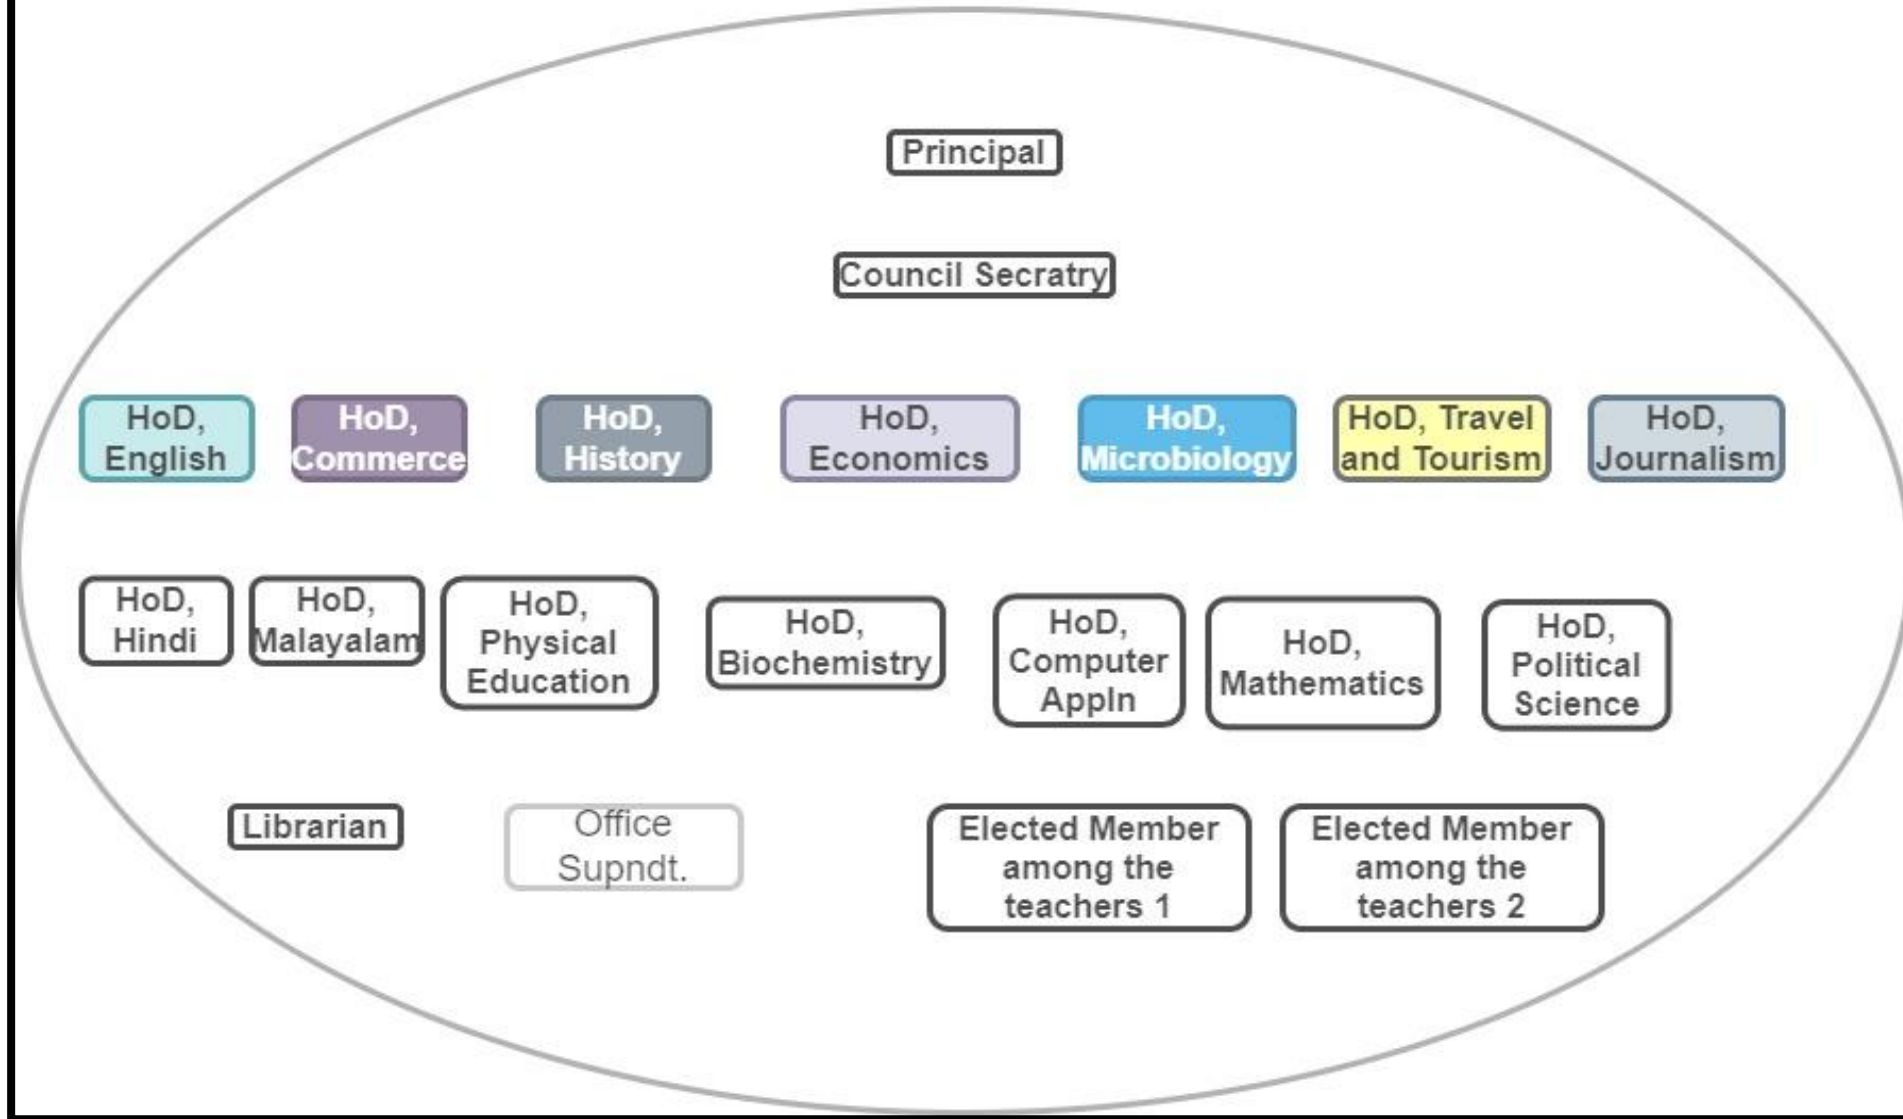 Principal
Council Secratry
HoD,
English
HoD,
Commerce
HoD,
History
HoD,
Economics
HoD,
Microbiology
HoD, Travel
and Tourism
HoD,
Journalism
HoD,
Hindi
HoD,
Malayalam
HoD,
Physical
Education
HoD,
Biochemistry
HoD,
Computer
Appln
HoD,
Mathematics
HoD,
Political
Science
Librarian
Office
Supndt.
Elected Member
among the
teachers 1
Elected Member
among the
teachers 2